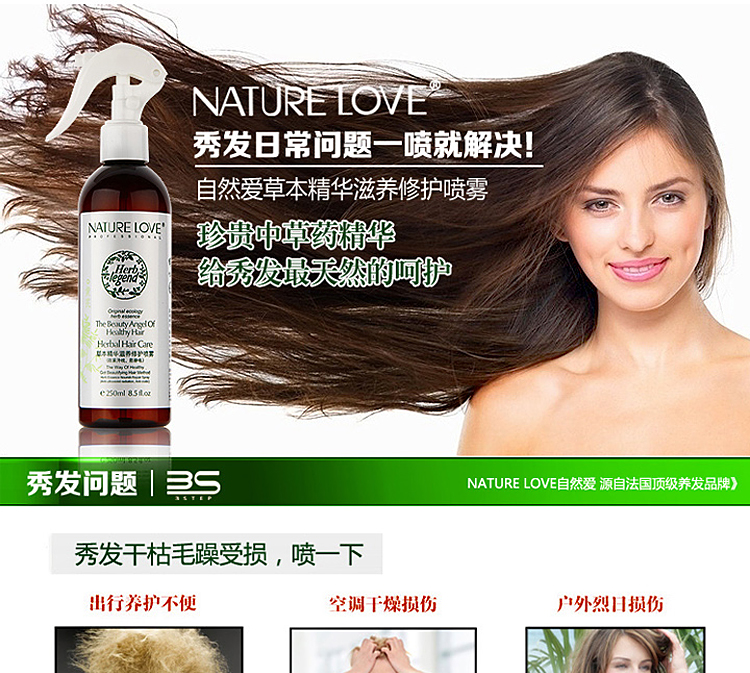 NATURE LOVE®
秀发日常问题一喷就解决!
自然爱草本精华滋养修护喷雾
珍贵中草药精华
给秀发最天然的呵护
NATURE LOVE®
PROFESSIONAL
Herb
legend
Original ecology
herb essence
The Beauty Angel Of
Healthy Hair
Herbal Hair Care
草本精华滋养修护喷雾
The Way Of Healthy
e 250ml 8.5 fl.oz
秀发问题 | 3S
3STEP
NATURE LOVE自然爱 源自法国顶级养发品牌》
秀发干枯毛躁受损，喷一下
出行养护不便
空调干燥损伤
户外烈日损伤